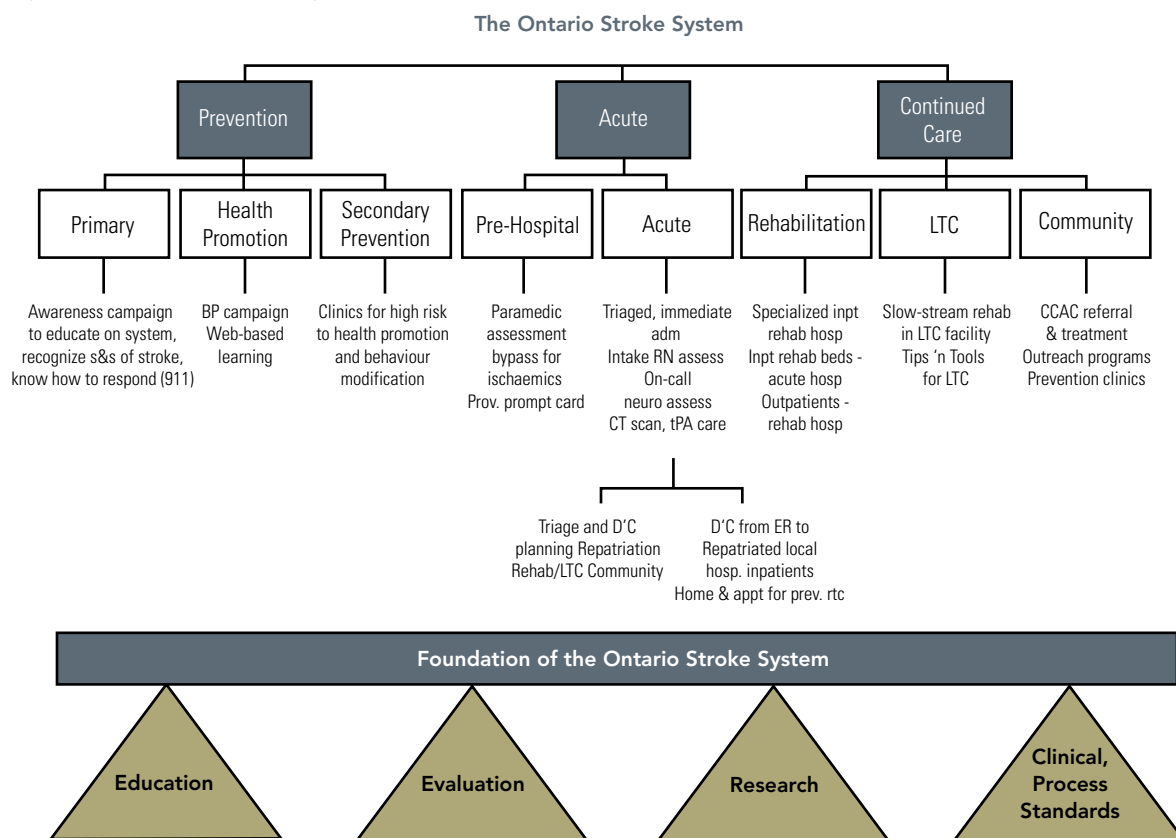 The Ontario Stroke System
Prevention
Acute
Continued
Care
Primary
Health
Promotion
Secondary
Prevention
Pre-Hospital
Acute
Rehabilitation
LTC
Community
Awareness campaign
to educate on system,
recognize s&s of stroke,
know how to respond (911)
BP campaign
Web-based
learning
Clinics for high risk
to health promotion
and behaviour
modification
Paramedic
assessment
bypass for
ischaemics
Prov. prompt card
Triaged, immediate
adm
Intake RN assess
On-call
neuro assess
CT scan, tPA care
Specialized inpt
rehab hosp
Inpt rehab beds -
acute hosp
Outpatients -
rehab hosp
Slow-stream rehab
in LTC facility
Tips 'n Tools
for LTC
CCAC referral
& treatment
Outreach programs
Prevention clinics
Triage and D'C
planning Repatriation
Rehab/LTC Community
D'C from ER to
Repatriated local
hosp. inpatients
Home & appt for prev. rtc
Foundation of the Ontario Stroke System
Education
Evaluation
Research
Clinical,
Process
Standards